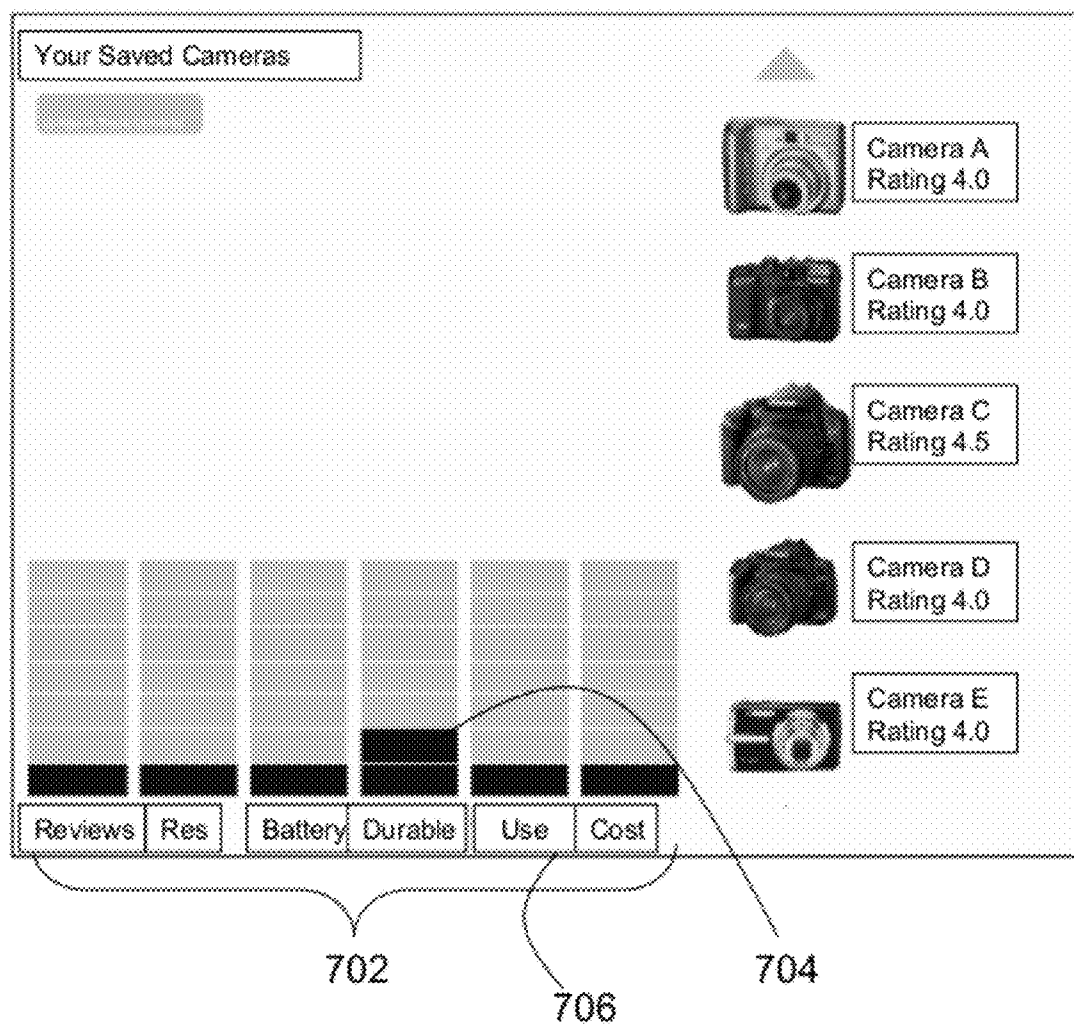 Your Saved Cameras
Camera A
Rating 4.0
Camera B
Rating 4.0
Camera C
Rating 4.5
Camera D
Rating 4.0
Camera E
Rating 4.0
Reviews Res Battery Durable Use Cost
702 706 704